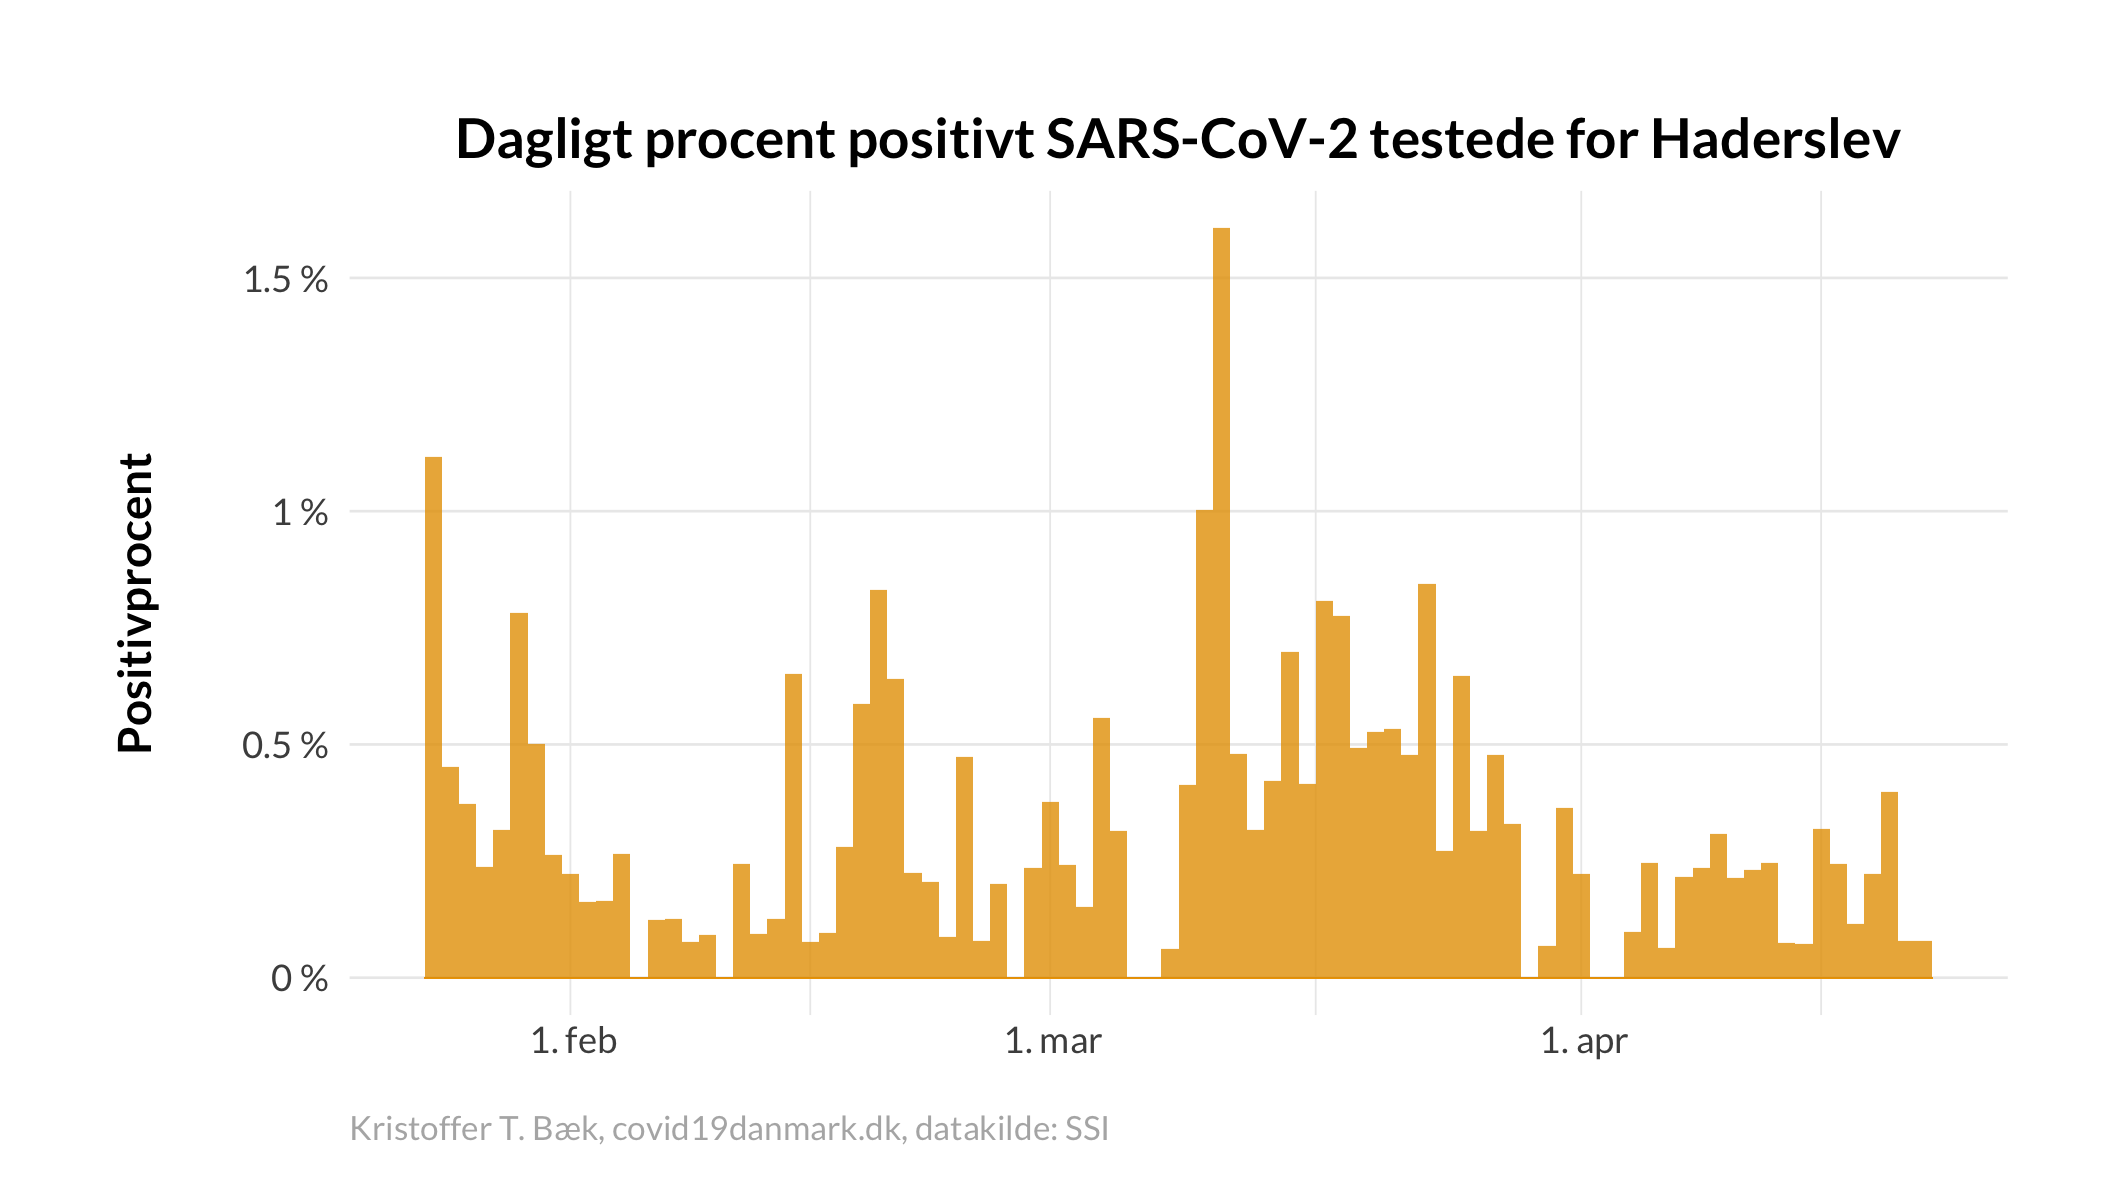 Dagligt procent positivt SARS-CoV-2 testede for Haderslev
Positivprocent
1.5 %
1 %
0.5 %
0 %
1. feb
1. mar
1. apr
Kristoffer T. Bæk, covid19danmark.dk, datakilde: SSI